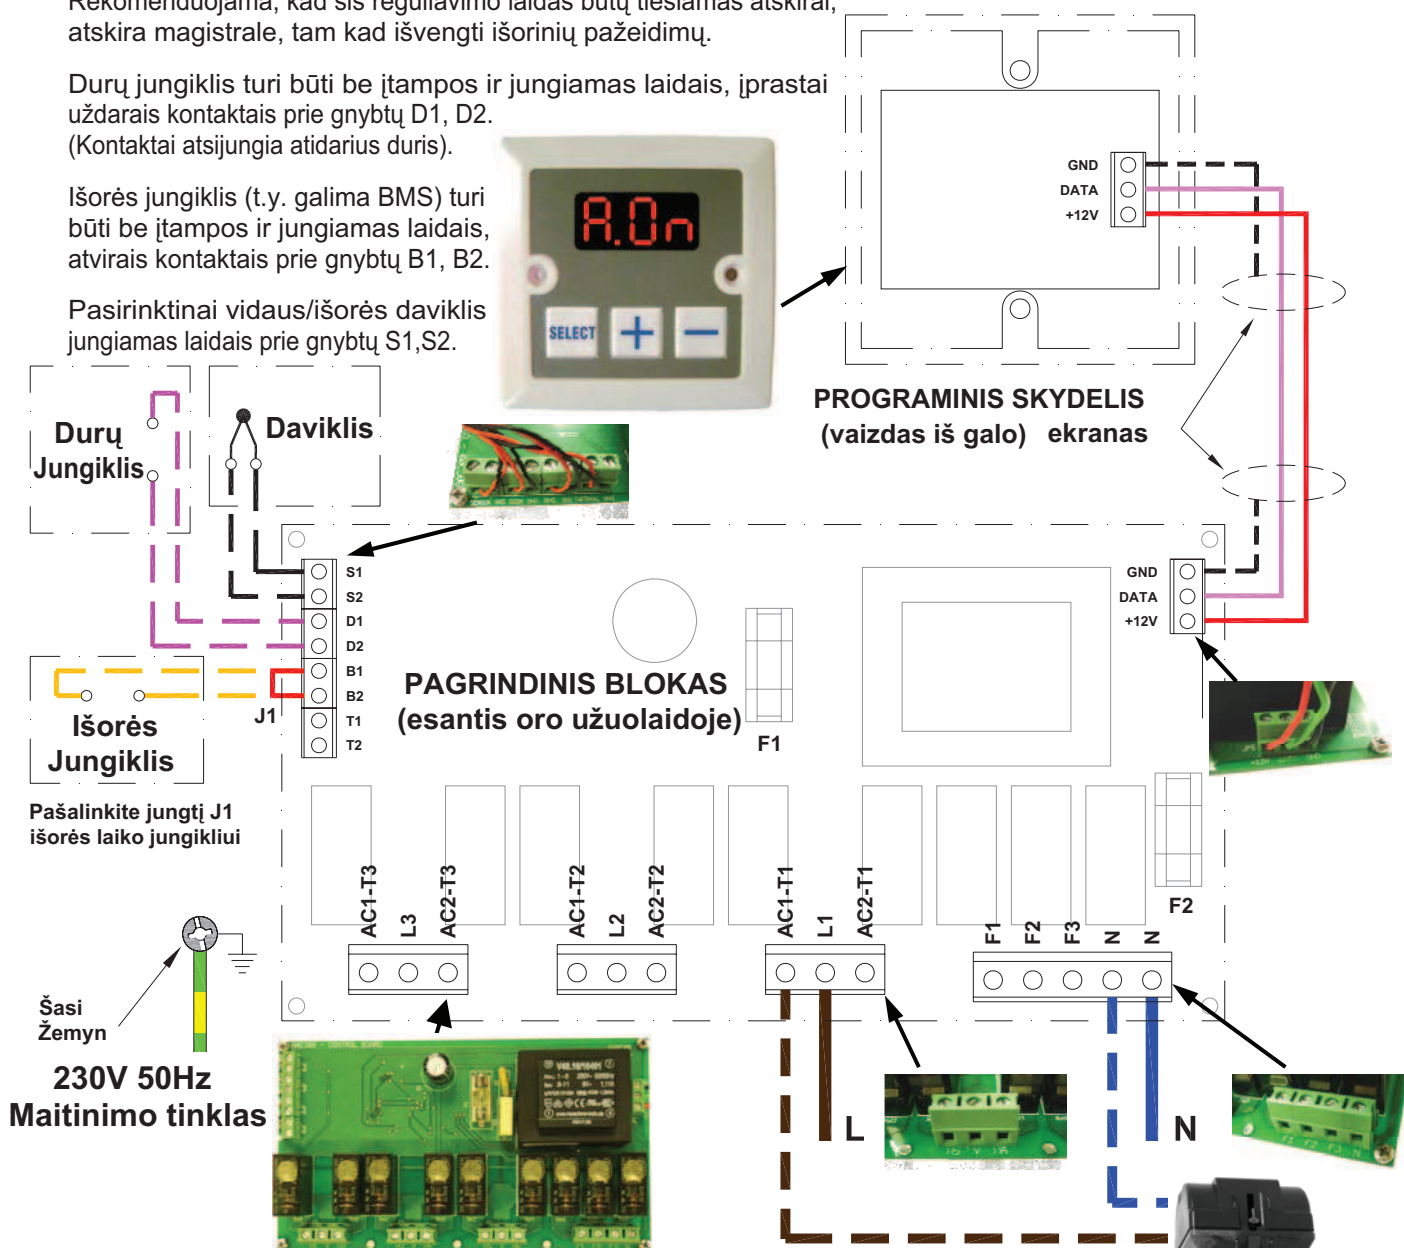 Rekomenduojama, kad šis reguliavimo laidas būtų tiesiamas atskirai,
atskira magistrale, tam kad išvengti išorinių pažeidimų.
Durų jungiklis turi būti be įtampos ir jungiamas laidais, įprastai
uždarais kontaktais prie gnybtų D1, D2.
(Kontaktai atsijungia atidarius duris).
Išorės jungiklis (t.y. galima BMS) turi
būti be įtampos ir jungiamas laidais,
atvirais kontaktais prie gnybtų B1, B2.
Pasirinktinai vidaus/išorės daviklis
jungiamas laidais prie gnybtų S1,S2.
A.On
SELECT
+
−
GND
DATA
+12V
PROGRAMINIS SKYDELIS
(vaizdas iš galo) ekranas
Durų
Jungiklis
Daviklis
S1
S2
D1
D2
B1
B2
T1
T2
J1
Išorės
Jungiklis
Pašalinkite jungtį J1
išorės laiko jungikliui
PAGRINDINIS BLOKAS
(esantis oro užuolaidoje)
F1
GND
DATA
+12V
F2
AC1-T3
L3
AC2-T3
AC1-T2
L2
AC2-T2
AC1-T1
L1
AC2-T1
F1
F2
F3
N
N
Šasi
Žemyn
230V 50Hz
Maitinimo tinklas
L
N
F1 F2 F3 N